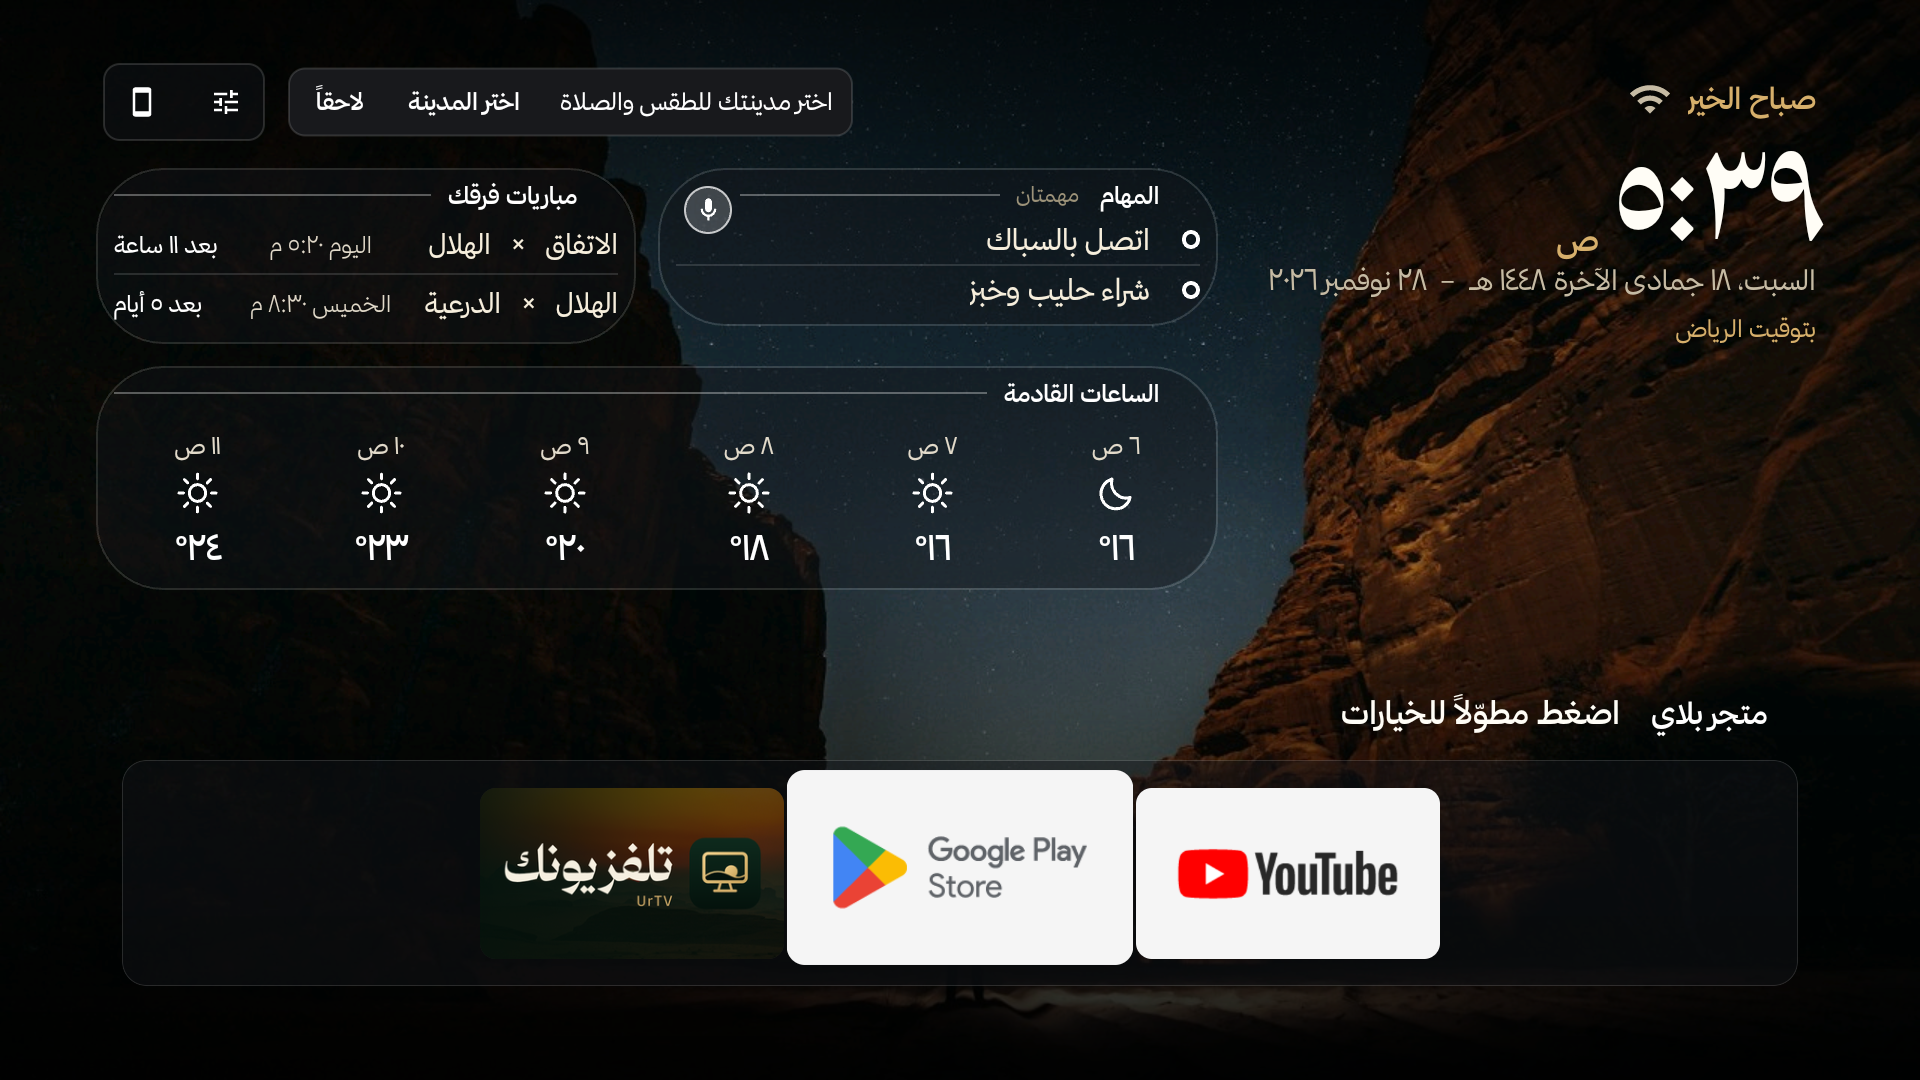 صباح الخير
٥:٣٩ ص
السبت، ١٨ جمادى الآخرة ١٤٤٨ هـ – ٢٨ نوفمبر ٢٠٢٦
بتوقيت الرياض
اختر مدينتك للطقس والصلاة اختر المدينة لاحقاً
المهام مهمتان
اتصل بالسباك
شراء حليب وخبز
مباريات فرقك
الاتفاق × الهلال اليوم ٥:٢٠ م بعد ١١ ساعة
الهلال × الدرعية الخميس ٨:٣٠ م بعد ٥ أيام
الساعات القادمة
٦ ص ٧ ص ٨ ص ٩ ص ١٠ ص ١١ ص
١٦° ١٦° ١٨° ٢٠° ٢٣° ٢٤°
متجر بلاي اضغط مطوّلاً للخيارات
YouTube
Google Play
Store
تلفزيونك
UrTV